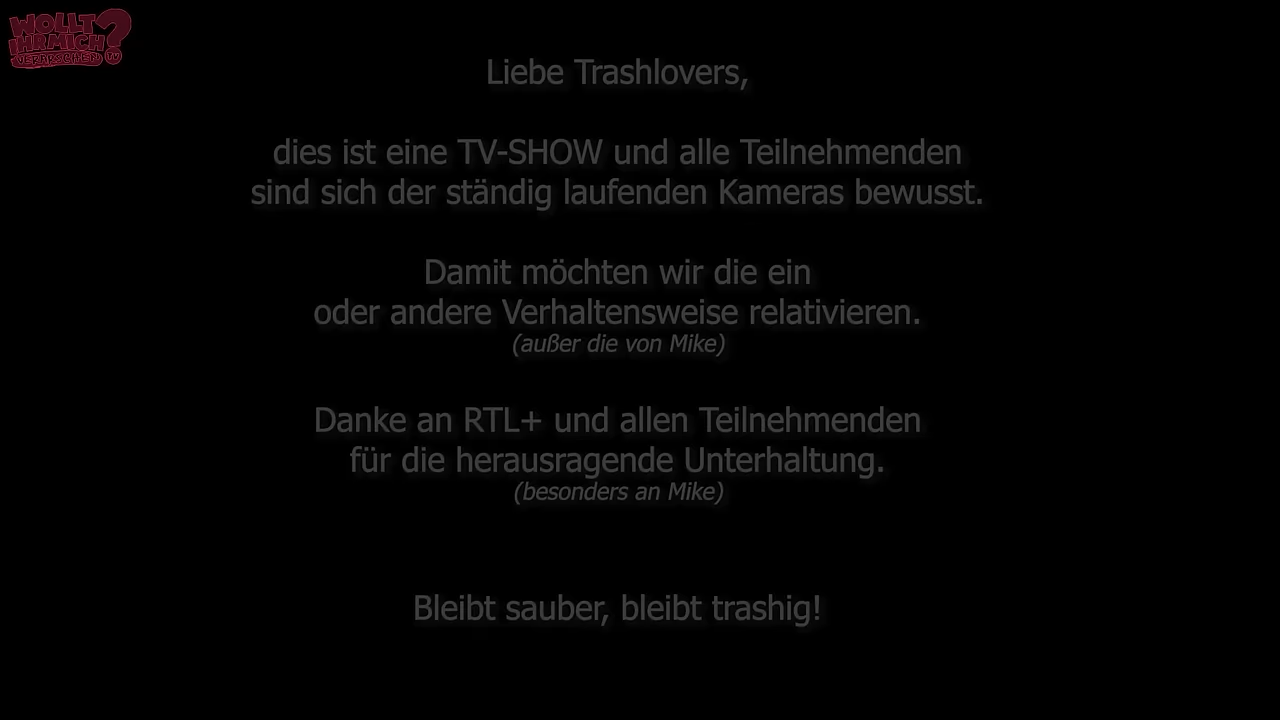 WOLLT
IHR MICH
VERARSCHEN? TV
Liebe Trashlovers,
dies ist eine TV-SHOW und alle Teilnehmenden
sind sich der ständig laufenden Kameras bewusst.
Damit möchten wir die ein
oder andere Verhaltensweise relativieren.
(außer die von Mike)
Danke an RTL+ und allen Teilnehmenden
für die herausragende Unterhaltung.
(besonders an Mike)
Bleibt sauber, bleibt trashig!